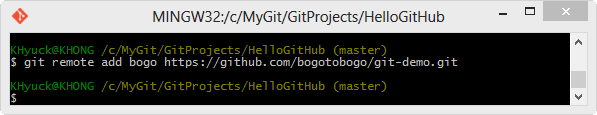 MINGW32:/c/MyGit/GitProjects/HelloGitHub
KHyuck@KHONG /c/MyGit/GitProjects/HelloGitHub (master)
$ git remote add bogo https://github.com/bogotobogo/git-demo.git
KHyuck@KHONG /c/MyGit/GitProjects/HelloGitHub (master)
$